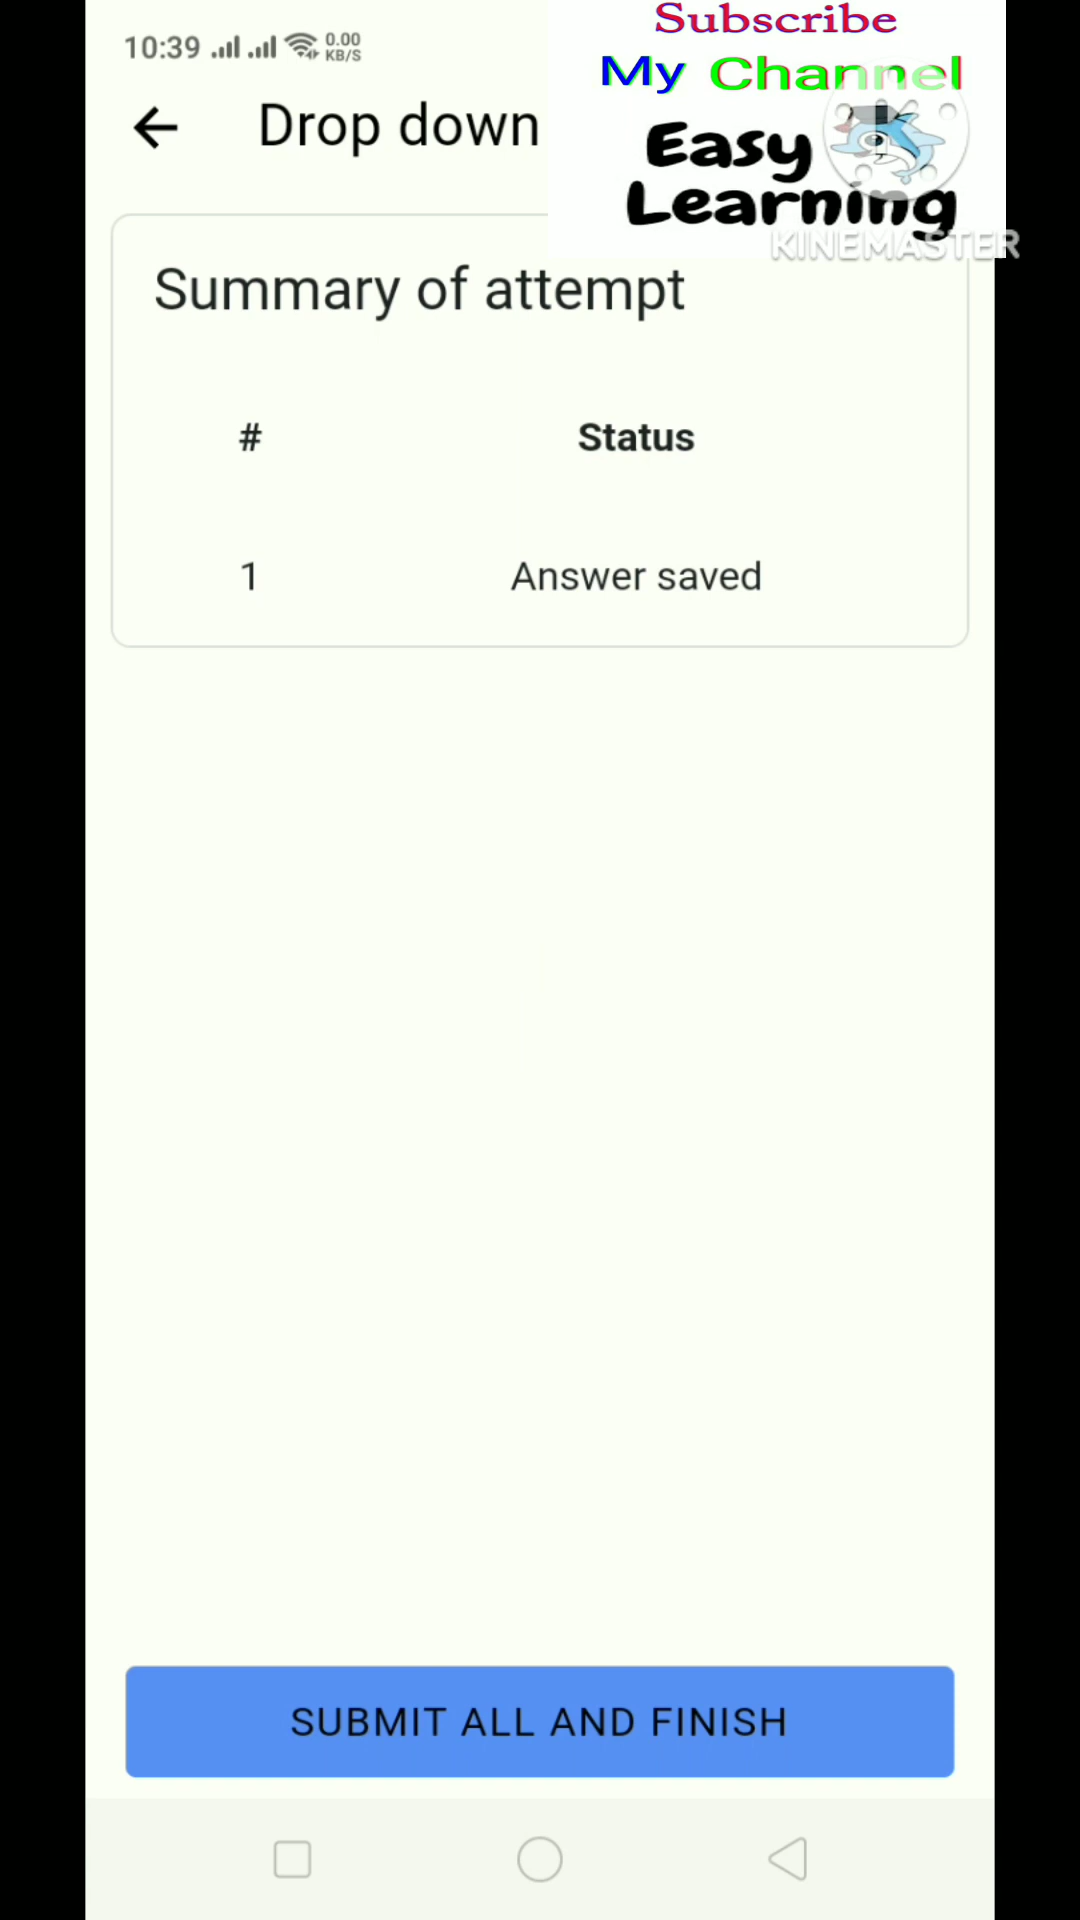 Subscribe
10:39 0.00 KB/S
My Channel
Drop down
Easy
Learning
KINEMASTER
Summary of attempt
# Status
1 Answer saved
SUBMIT ALL AND FINISH